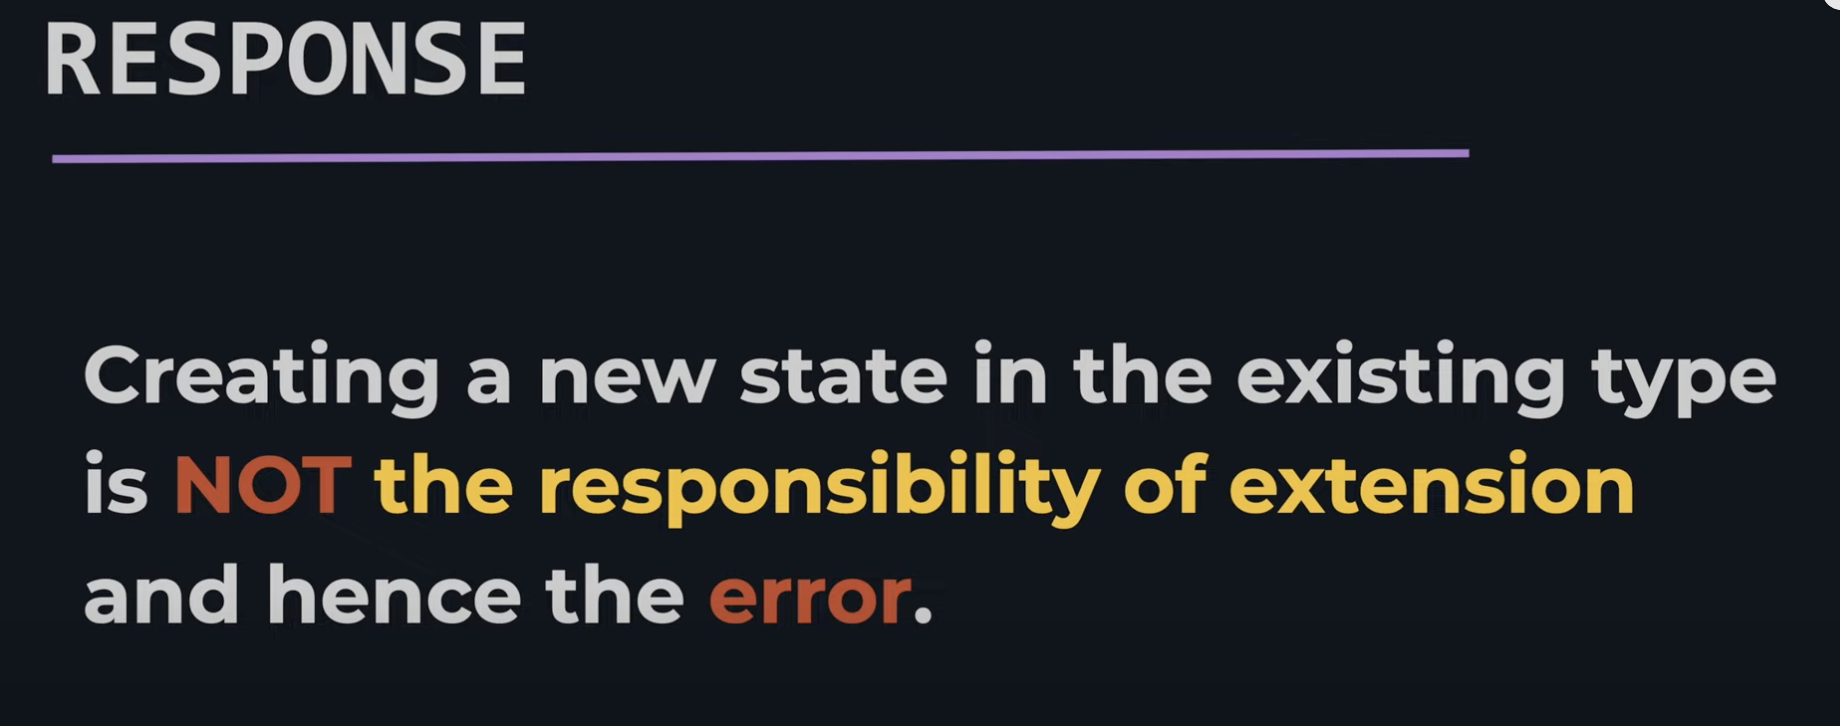 RESPONSE
Creating a new state in the existing type
is NOT the responsibility of extension
and hence the error.